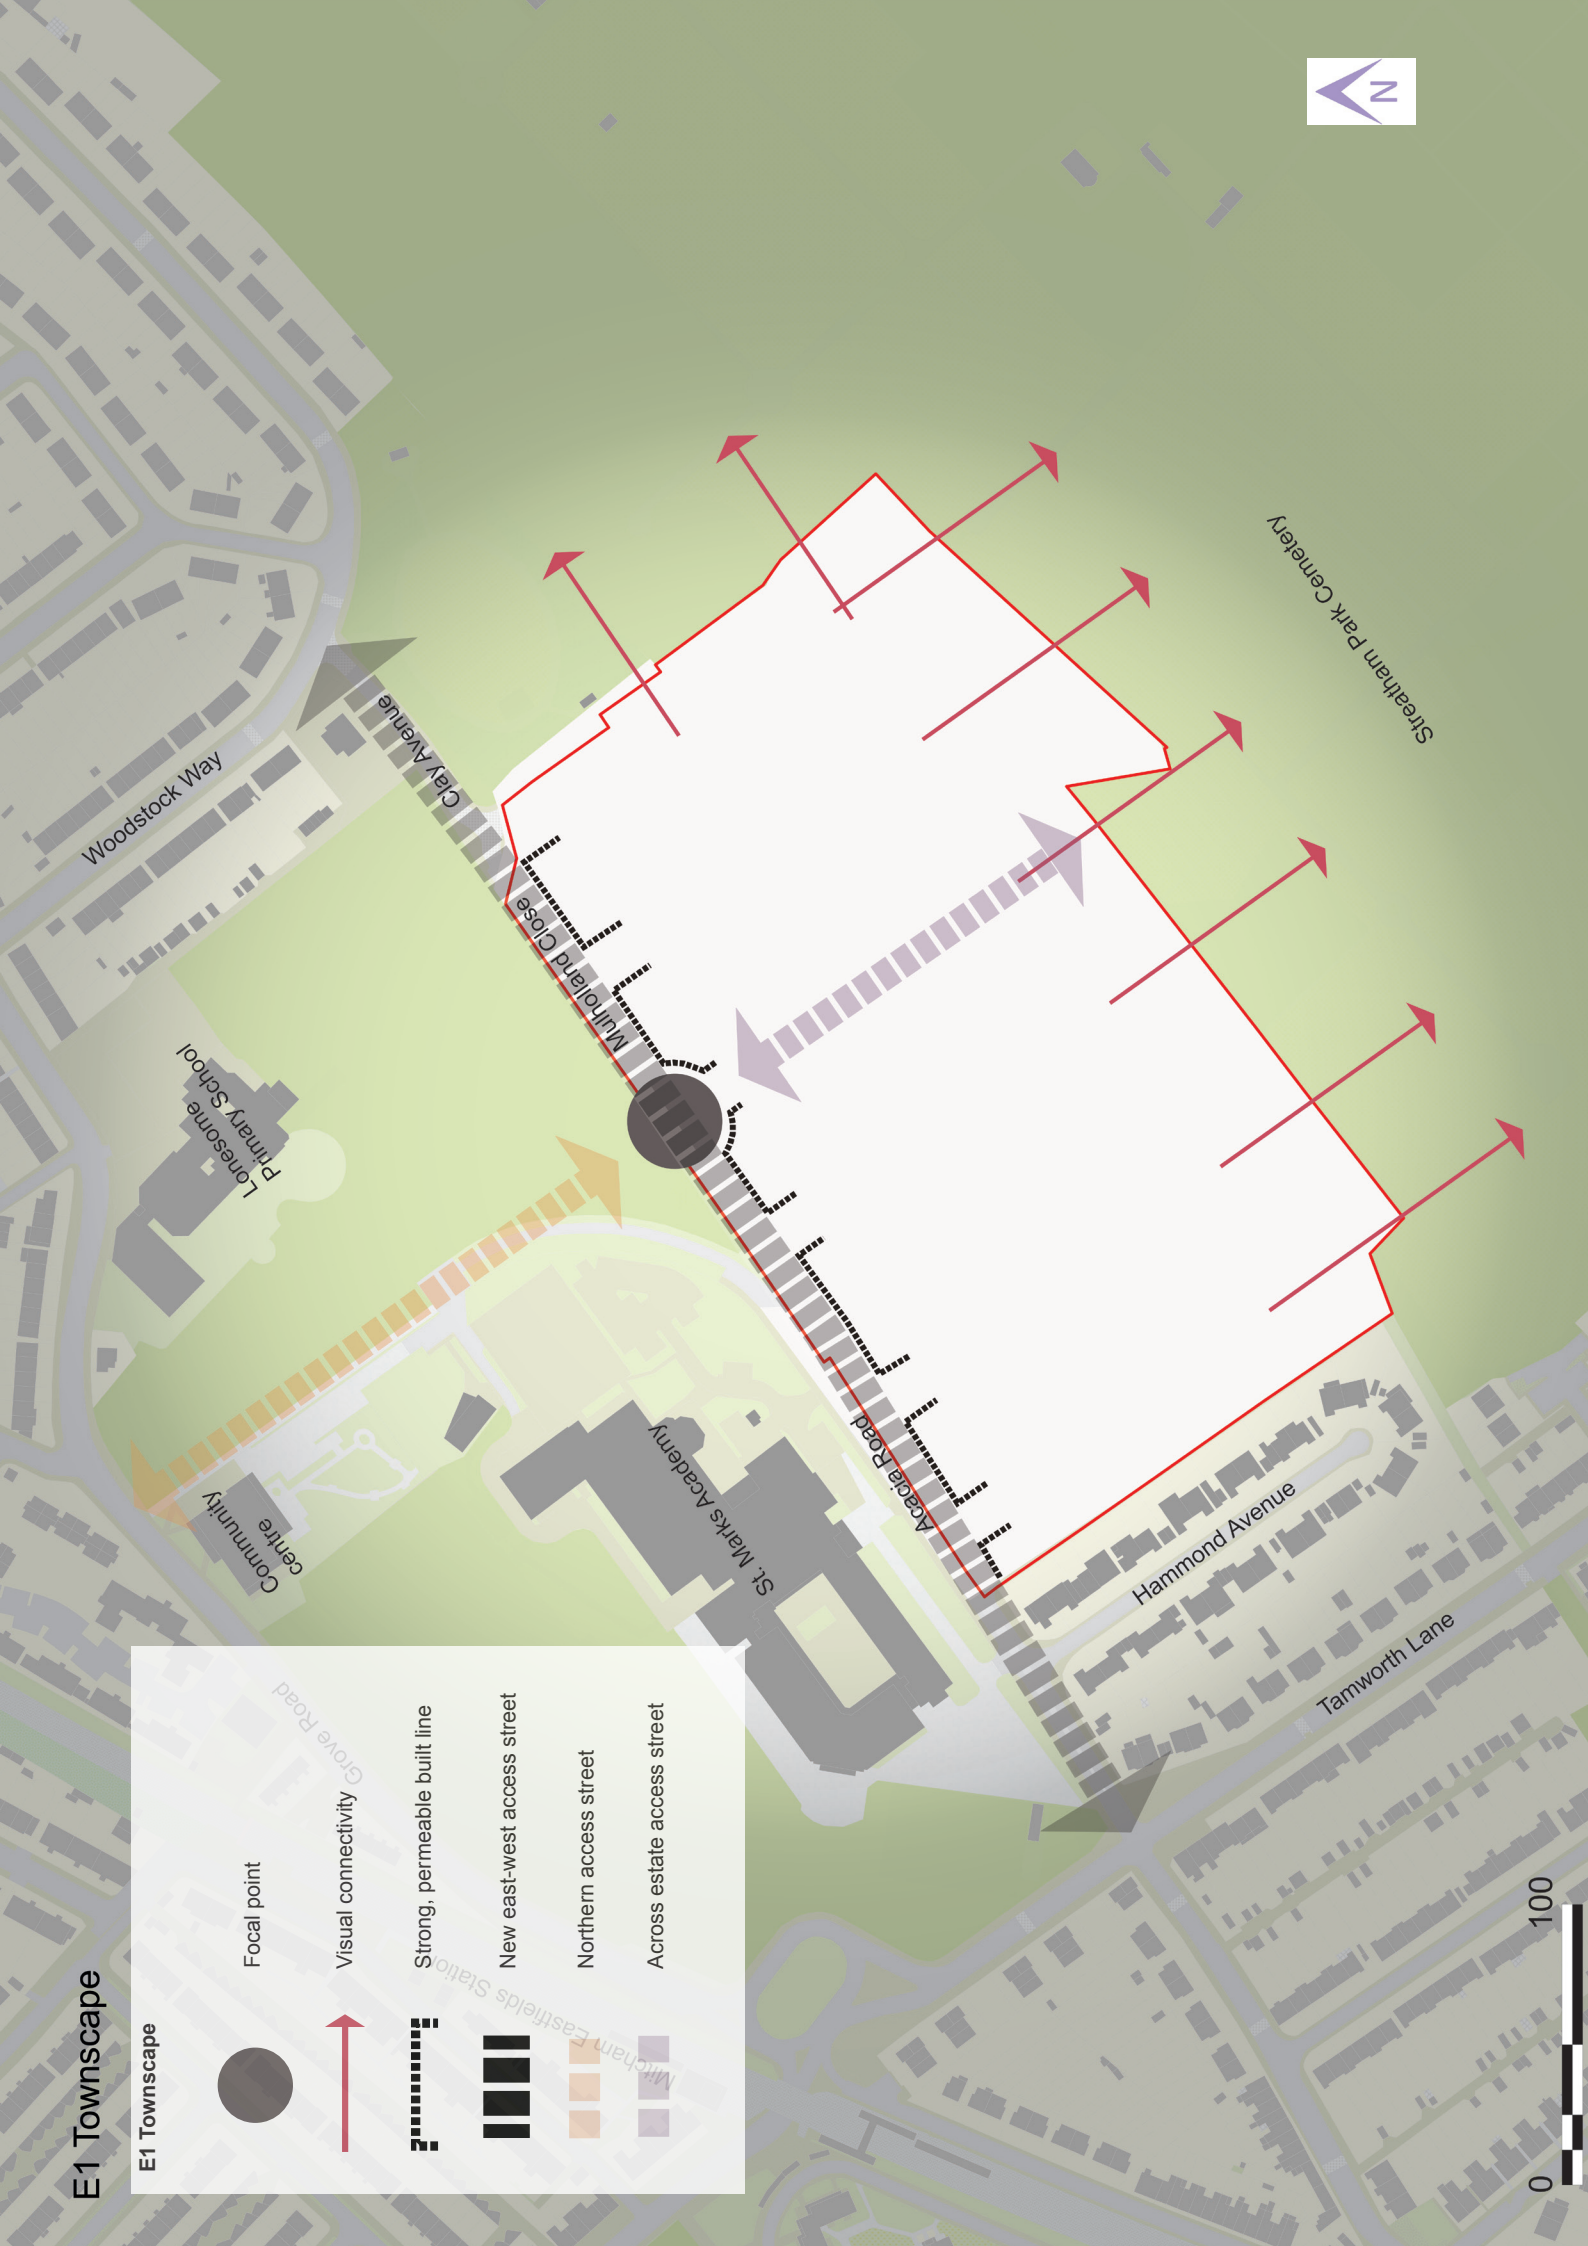 E1 Townscape
E1 Townscape
Focal point
Visual connectivity
Strong, permeable built line
New east-west access street
Northern access street
Across estate access street
Grove Road
Mitcham Eastfields Station
Community
centre
Lonesome
Primary School
Woodstock Way
Clay Avenue
Mulholland Close
St. Marks Academy
Acacia Road
Hammond Avenue
Tamworth Lane
Streatham Park Cemetery
N
0
100